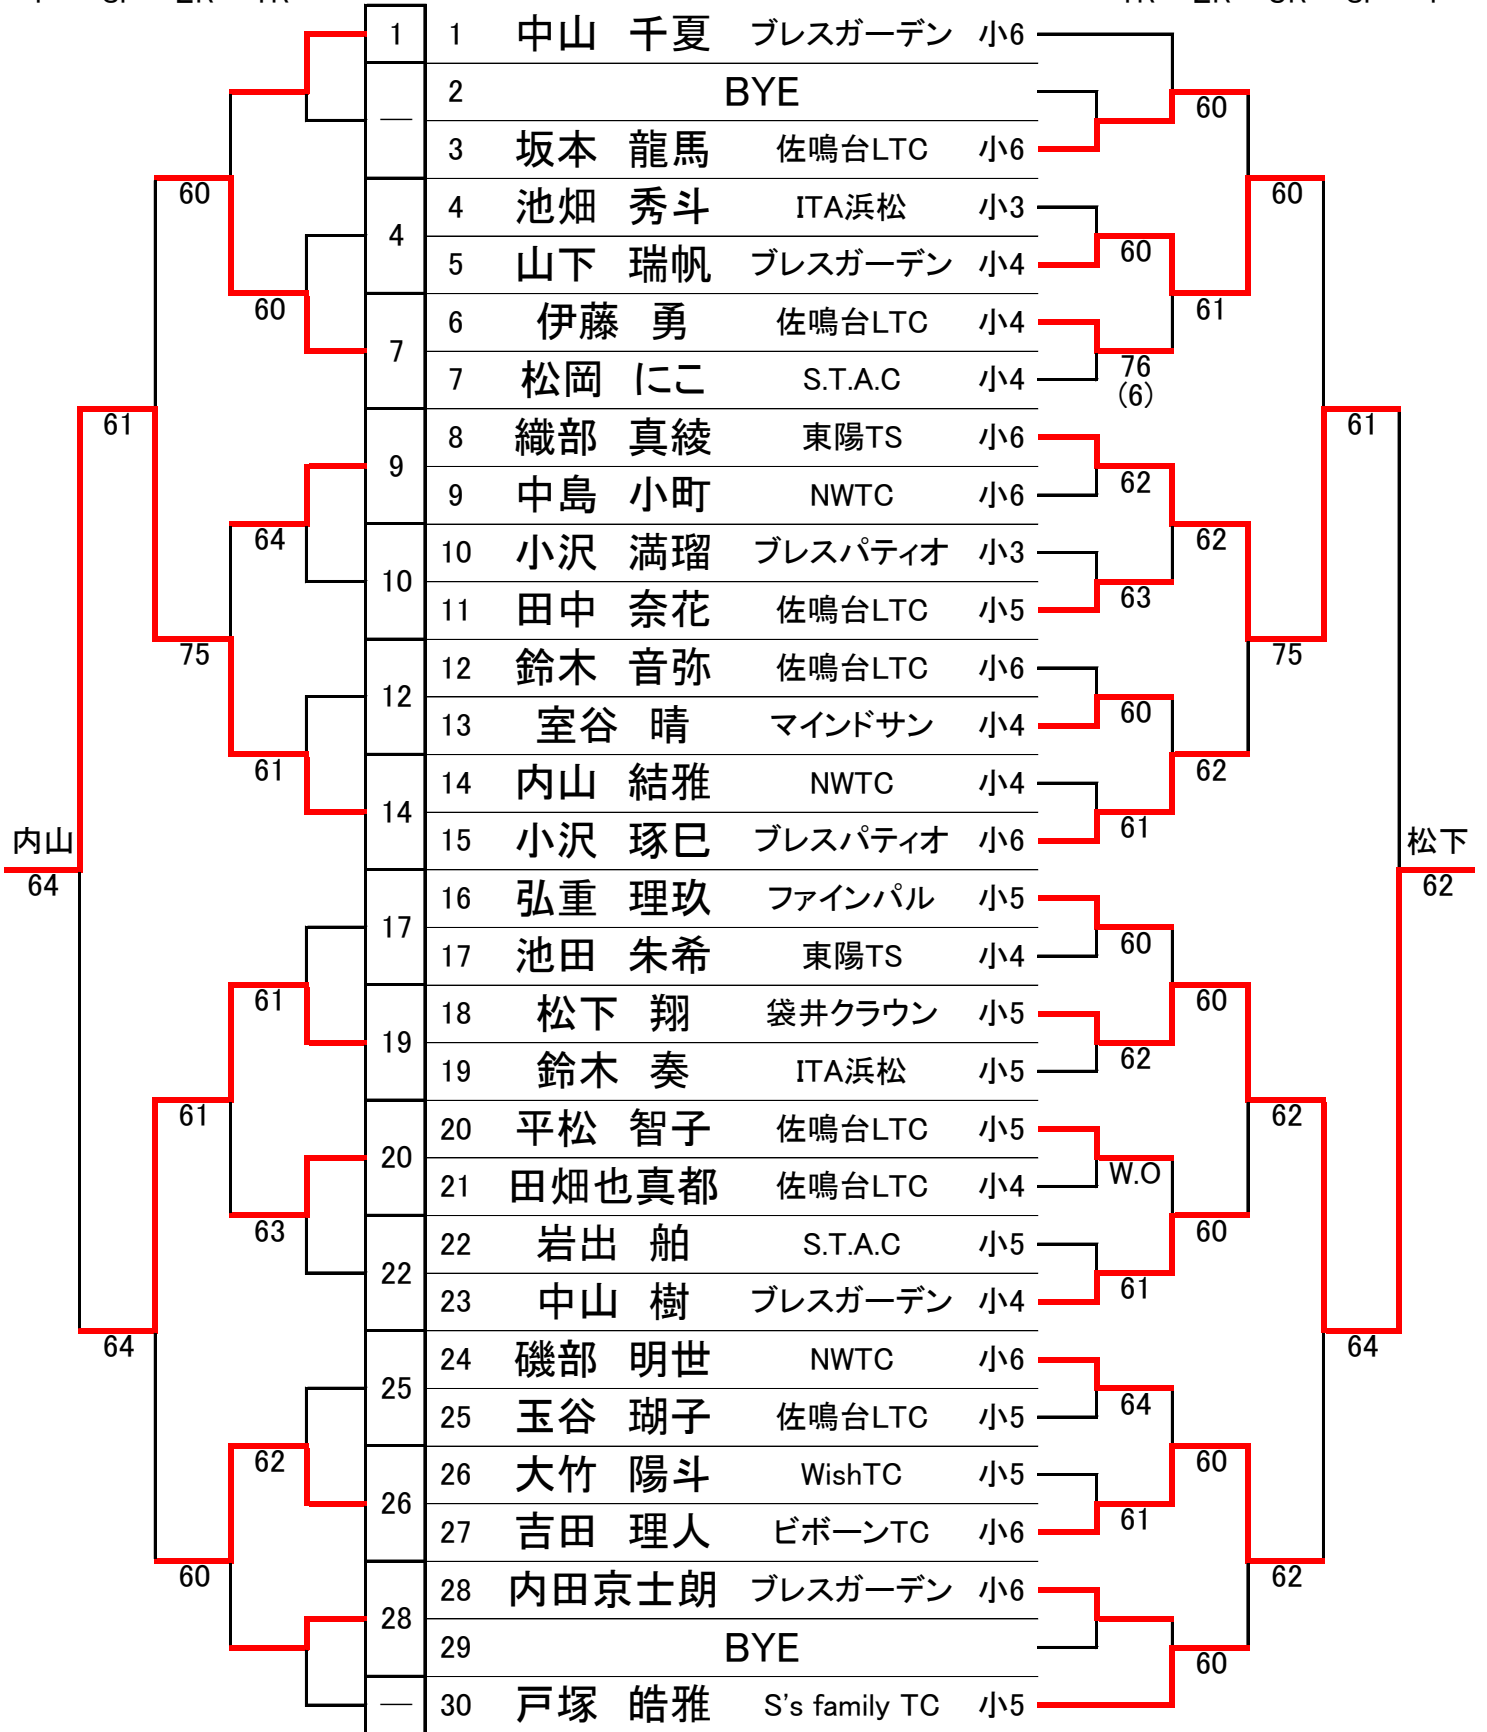 1 1 中山 千夏 ブレスガーデン 小6
— 2 BYE 60
3 坂本 龍馬 佐鳴台LTC 小6
60 4 4 池畑 秀斗 ITA浜松 小3 60
5 山下 瑞帆 ブレスガーデン 小4 60
60 7 6 伊藤 勇 佐鳴台LTC 小4 61
7 松岡 にこ S.T.A.C 小4 76
(6)
61 9 8 織部 真綾 東陽TS 小6 61
9 中島 小町 NWTC 小6 62
64 10 10 小沢 満瑠 ブレスパティオ 小3 62
11 田中 奈花 佐鳴台LTC 小5 63
75 12 12 鈴木 音弥 佐鳴台LTC 小6 75
13 室谷 晴 マインドサン 小4 60
61 14 14 内山 結雅 NWTC 小4 62
内山 15 小沢 琢巳 ブレスパティオ 小6 61 松下
64 17 16 弘重 理玖 ファインパル 小5 62
17 池田 朱希 東陽TS 小4 60
61 19 18 松下 翔 袋井クラウン 小5 60
19 鈴木 奏 ITA浜松 小5 62
61 20 20 平松 智子 佐鳴台LTC 小5 62
21 田畑也真都 佐鳴台LTC 小4 W.O
63 22 22 岩出 舶 S.T.A.C 小5 60
23 中山 樹 ブレスガーデン 小4 61
64 25 24 磯部 明世 NWTC 小6 64
25 玉谷 瑚子 佐鳴台LTC 小5 64
62 26 26 大竹 陽斗 WishTC 小5 60
27 吉田 理人 ビボーンTC 小6 61
60 28 28 内田京士朗 ブレスガーデン 小6 62
29 BYE 60
— 30 戸塚 皓雅 S's family TC 小5